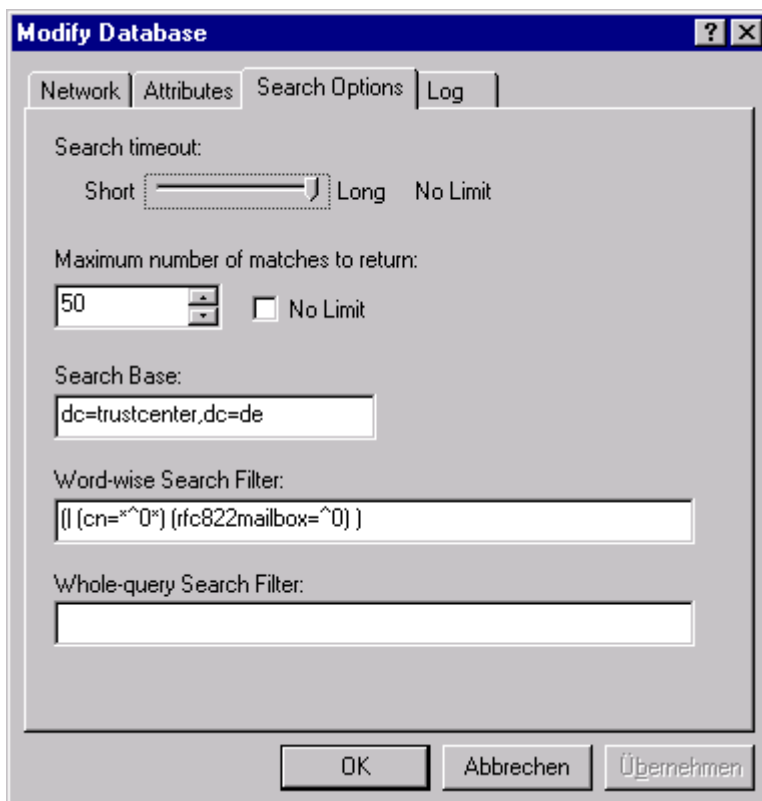 Modify Database
Network Attributes Search Options Log
Search timeout:
Short Long No Limit
Maximum number of matches to return:
50 No Limit
Search Base:
dc=trustcenter,dc=de
Word-wise Search Filter:
(| (cn=*^0*) (rfc822mailbox=^0) )
Whole-query Search Filter:
OK Abbrechen Übernehmen